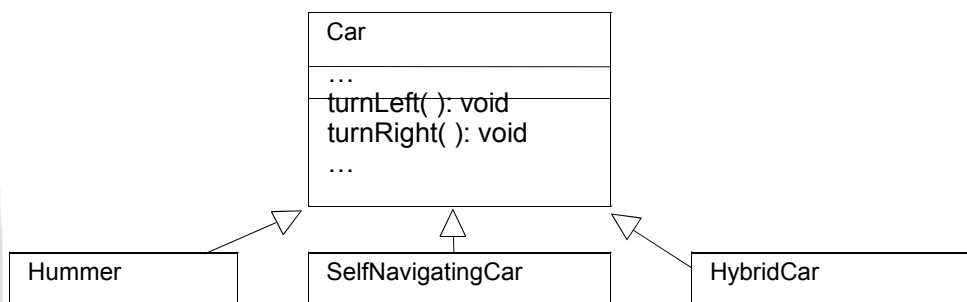 Car
…
turnLeft( ): void
turnRight( ): void
…
Hummer
SelfNavigatingCar
HybridCar